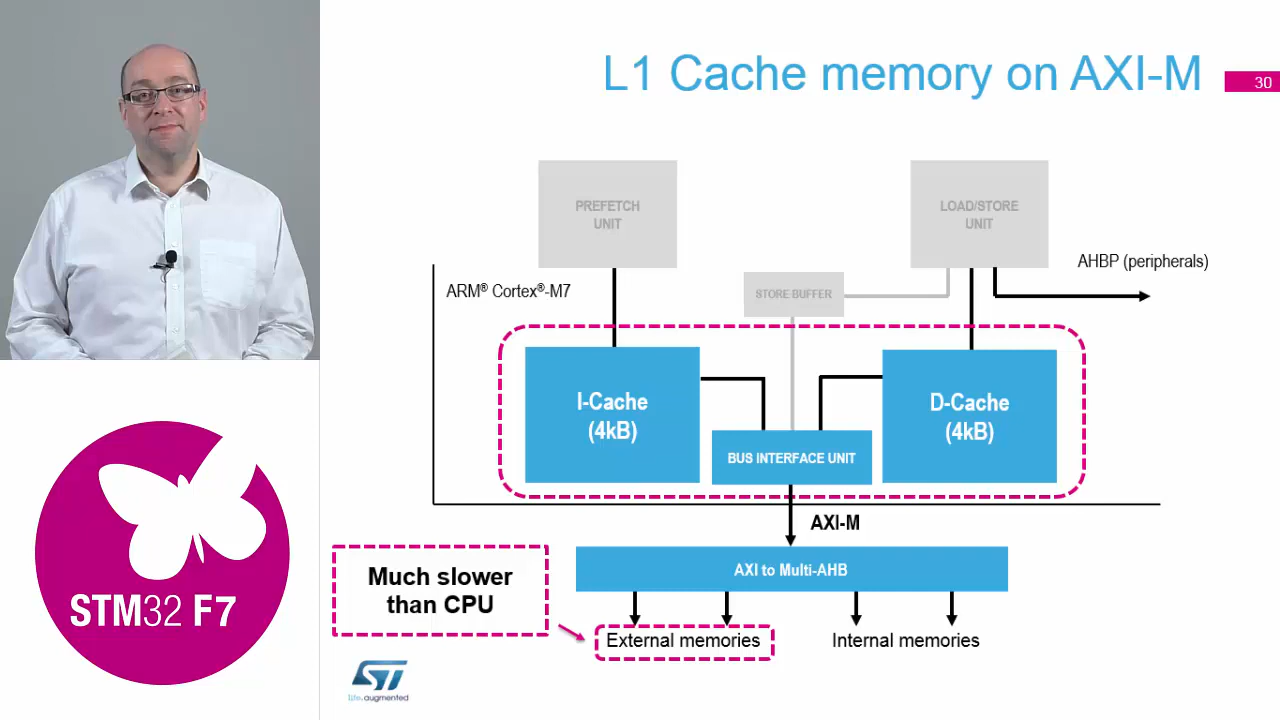 L1 Cache memory on AXI-M
30
PREFETCH
UNIT
LOAD/STORE
UNIT
AHBP (peripherals)
ARM® Cortex®-M7
STORE BUFFER
I-Cache
(4kB)
D-Cache
(4kB)
BUS INTERFACE UNIT
AXI-M
AXI to Multi-AHB
Much slower
than CPU
External memories
Internal memories
STM32 F7
ST
life.augmented